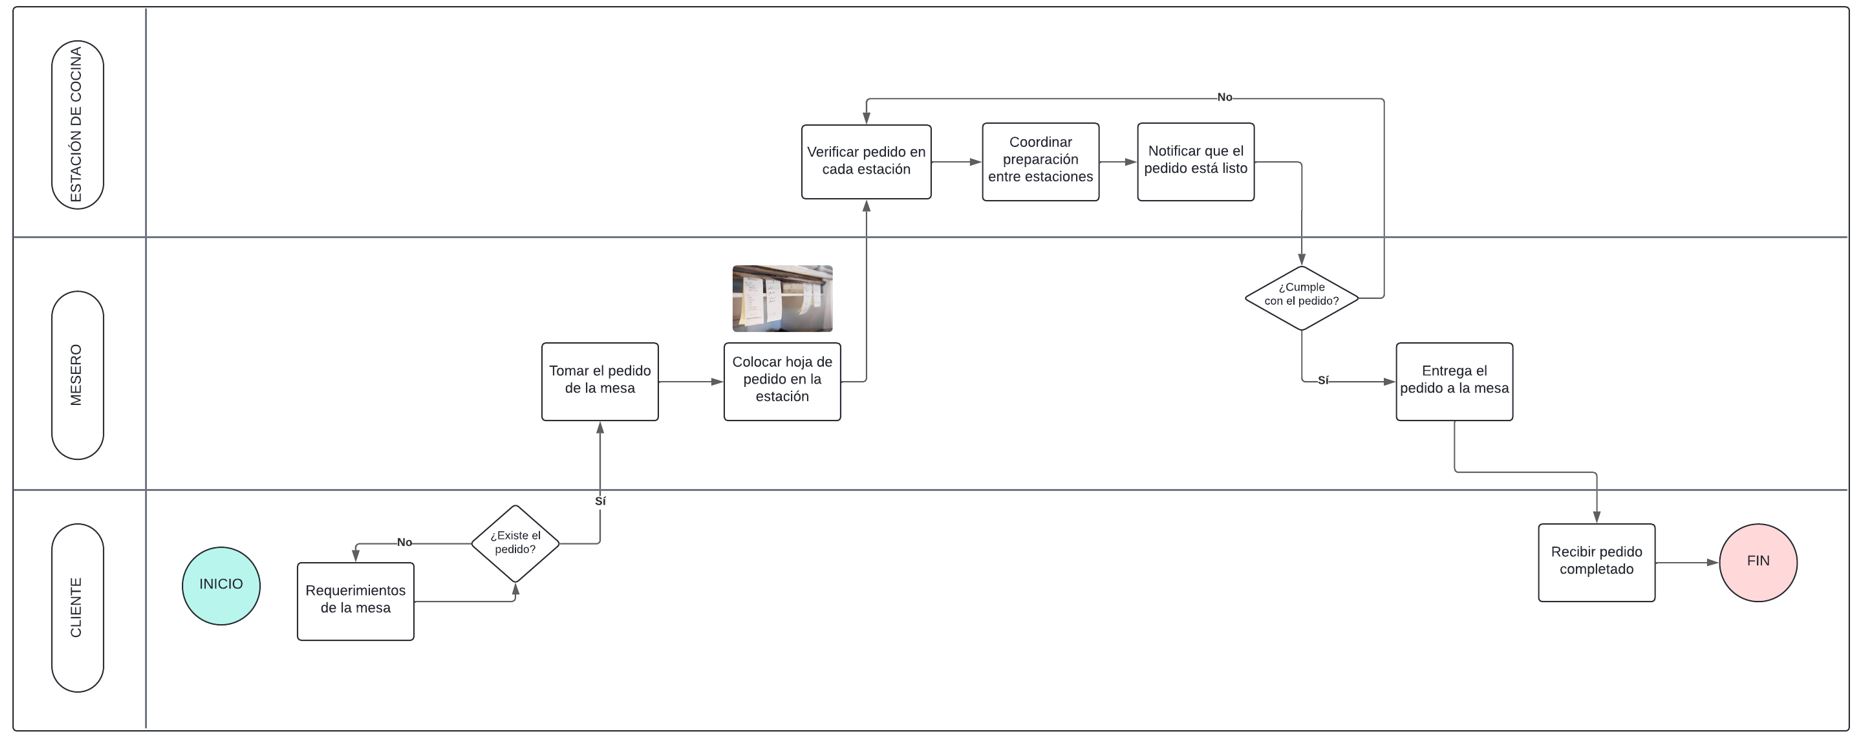 ESTACIÓN DE COCINA
No
Verificar pedido en
cada estación
Coordinar
preparación
entre estaciones
Notificar que el
pedido está listo
MESERO
¿Cumple
con el pedido?
Tomar el pedido
de la mesa
Colocar hoja de
pedido en la
estación
Sí
Entrega el
pedido a la mesa
CLIENTE
Sí
INICIO
No
¿Existe el
pedido?
Requerimientos
de la mesa
Recibir pedido
completado
FIN